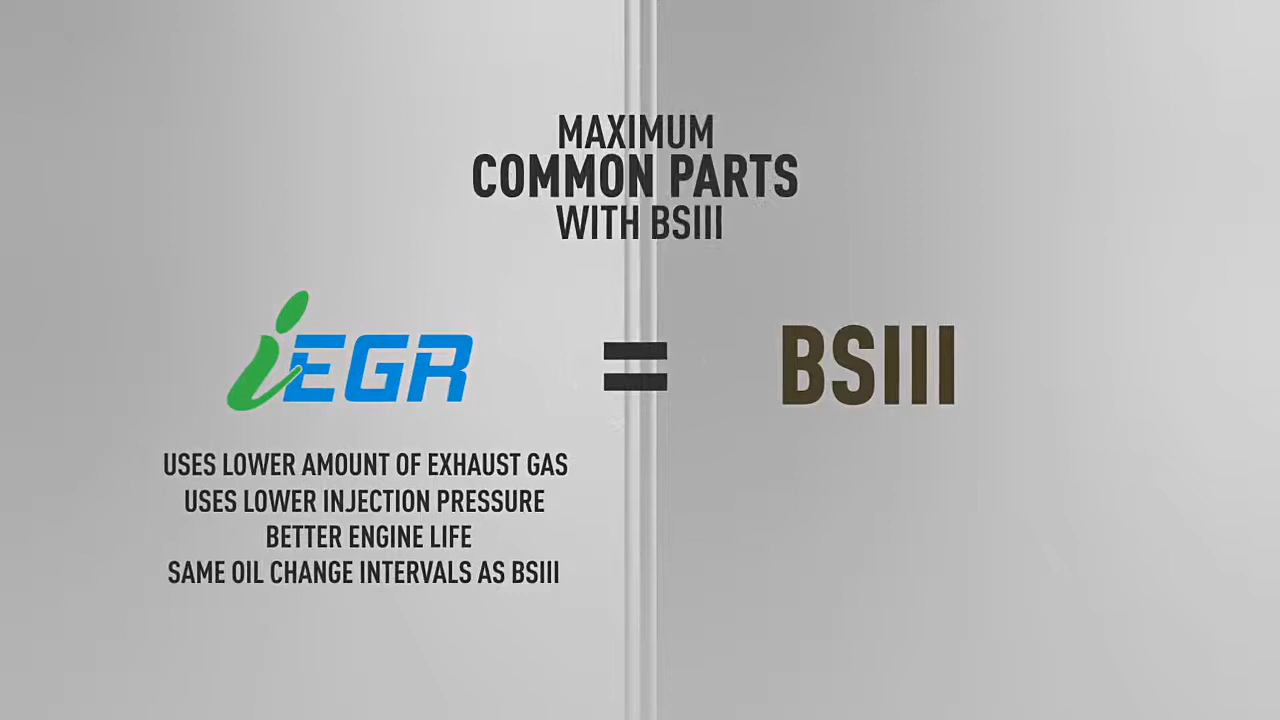 MAXIMUM
COMMON PARTS
WITH BSIII
iEGR
=
BSIII
USES LOWER AMOUNT OF EXHAUST GAS
USES LOWER INJECTION PRESSURE
BETTER ENGINE LIFE
SAME OIL CHANGE INTERVALS AS BSIII